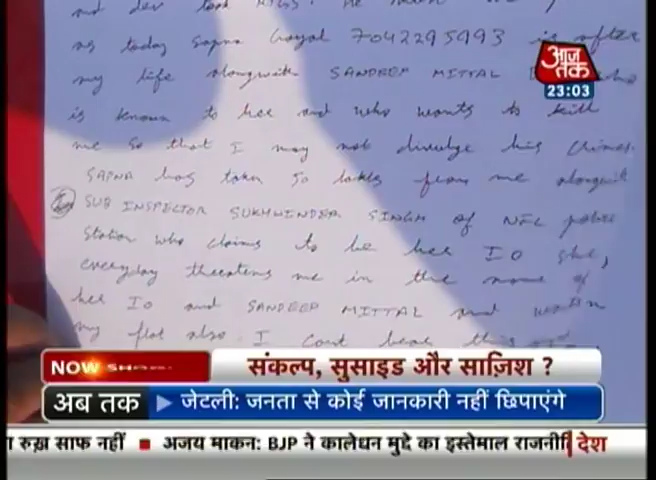 and dev took
as today Sapna Goyal 7042295993 is after
my life alongwith SANDEEP MITTAL who
is known to her and who wants to kill
me so that I may not divulge his crimes.
SAPNA has taken 50 lakhs from me alongwith
SUB INSPECTOR SUKHWINDER SINGH of NFC police
Station who claims to be her IO She,
everyday threatens me in the name of
her IO and SANDEEP MITTAL and
my flat also I cant bear this
आज तक
23:03
NOW
संकल्प, सुसाइड और साज़िश ?
अब तक
जेटली: जनता से कोई जानकारी नहीं छिपाएंगे
रुख़ साफ नहीं ■ अजय माकन: BJP ने कालेधन मुद्दे का इस्तेमाल
देश